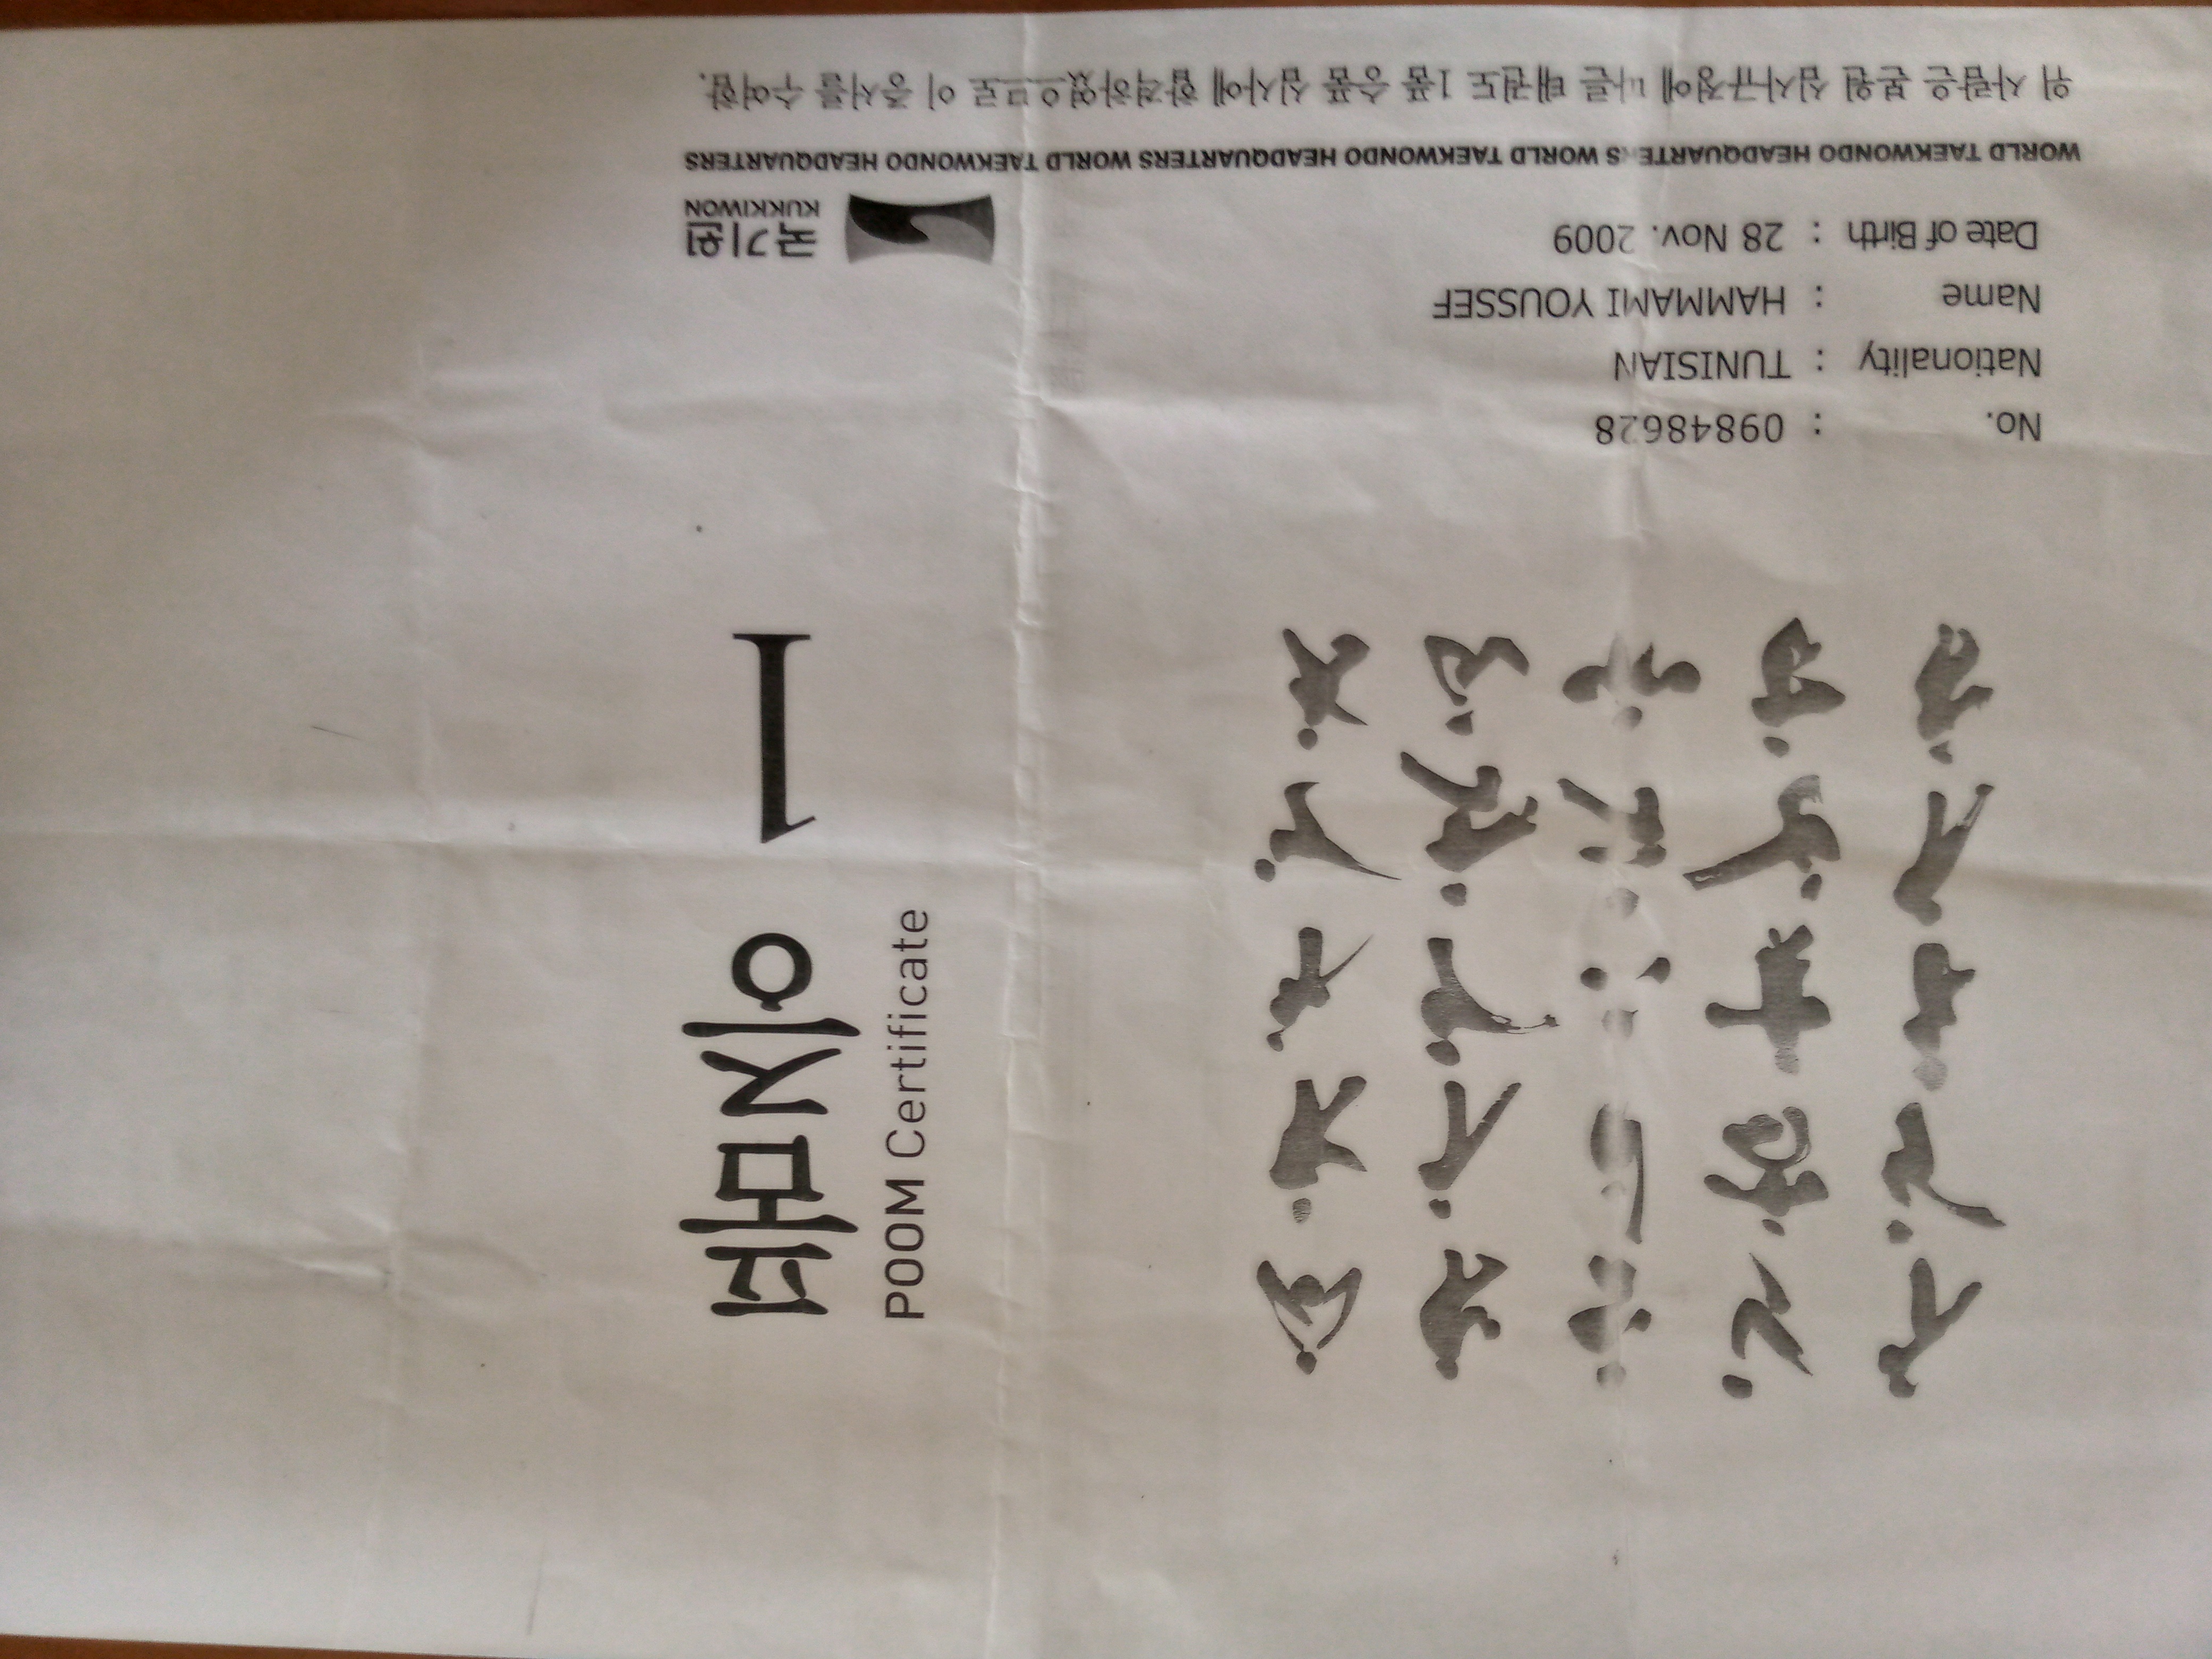 품증 1
POOM Certificate
No. : 09848628
Nationality : TUNISIAN
Name : HAMMAMI YOUSSEF
Date of Birth : 28 Nov. 2009
국기원
KUKKIWON
WORLD TAEKWONDO HEADQUARTERS WORLD TAEKWONDO HEADQUARTERS WORLD TAEKWONDO HEADQUARTERS
위 사람은 본원 심사규정에 따른 태권도 1품 승품 심사에 합격하였으므로 이 증서를 수여함.